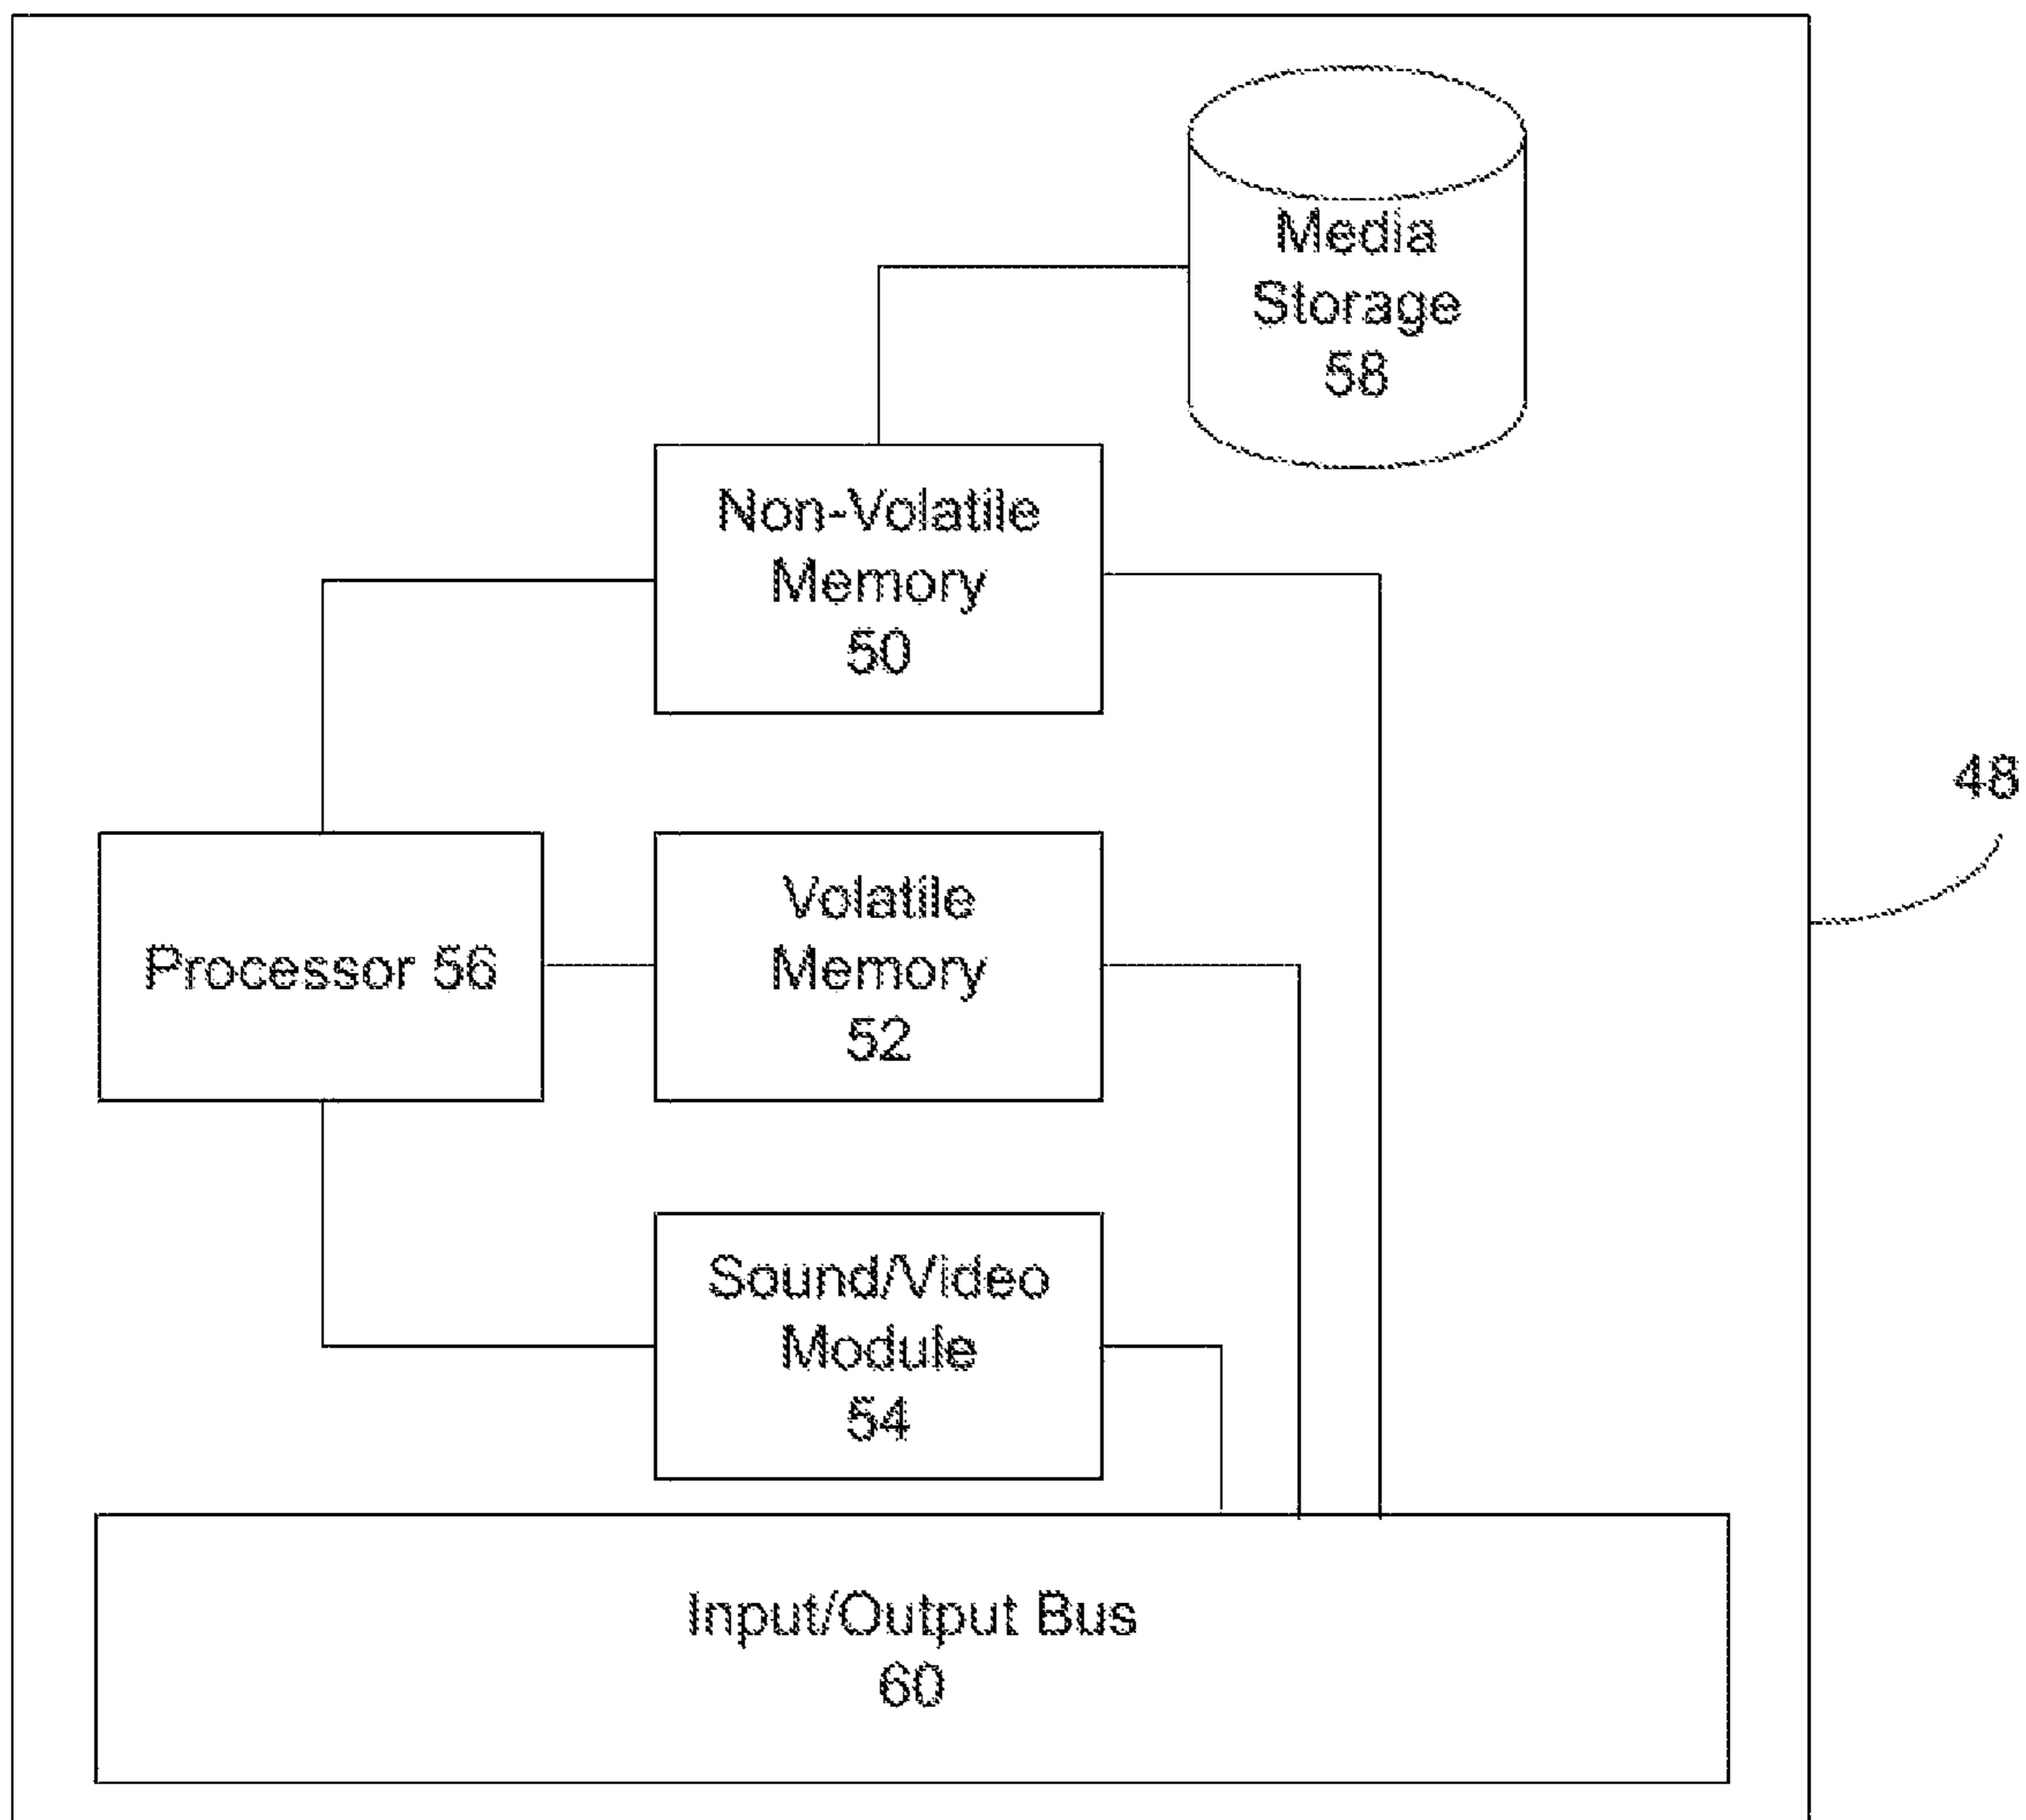 Media
Storage
58
Non-Volatile
Memory
50
48
Processor 56
Volatile
Memory
52
Sound/Video
Module
54
Input/Output Bus
60